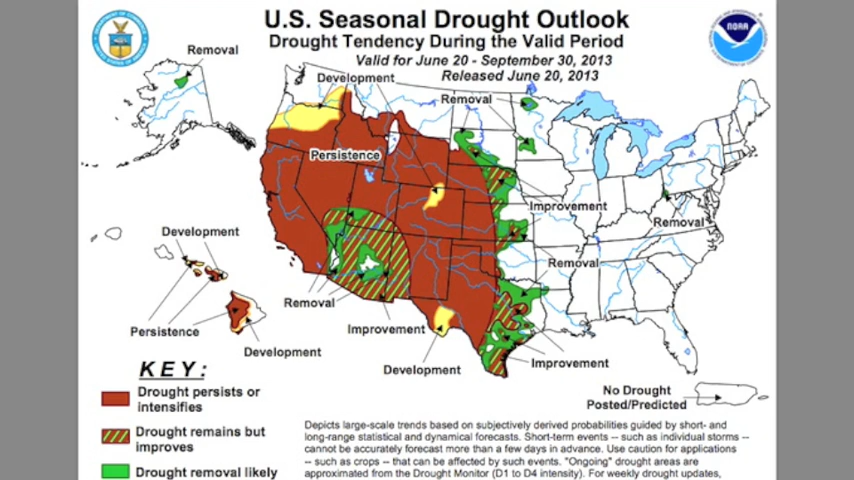 U.S. Seasonal Drought Outlook
Drought Tendency During the Valid Period
Valid for June 20 - September 30, 2013
Released June 20, 2013
NOAA
Removal
Development
Removal
Persistence
Improvement
Removal
Development
Removal
Removal
Persistence
Improvement
Development
Development
Improvement
No Drought
Posted/Predicted
KEY:
Drought persists or
intensifies
Drought remains but
improves
Drought removal likely
Depicts large-scale trends based on subjectively derived probabilities guided by short- and
long-range statistical and dynamical forecasts. Short-term events -- such as individual storms --
cannot be accurately forecast more than a few days in advance. Use caution for applications
-- such as crops -- that can be affected by such events. "Ongoing" drought areas are
approximated from the Drought Monitor (D1 to D4 intensity). For weekly drought updates,